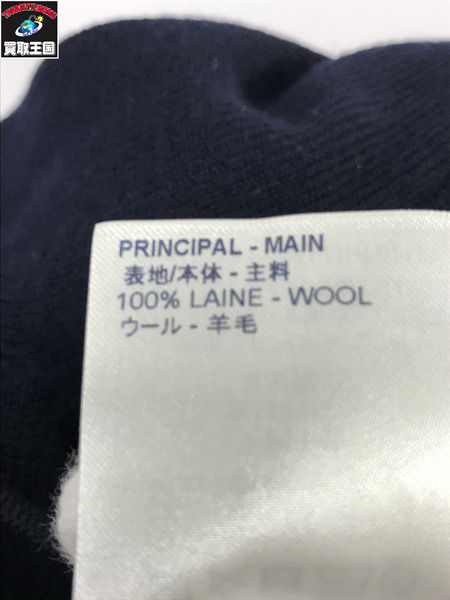 買取王国
PRINCIPAL - MAIN
表地/本体 - 主料
100% LAINE - WOOL
ウール - 羊毛